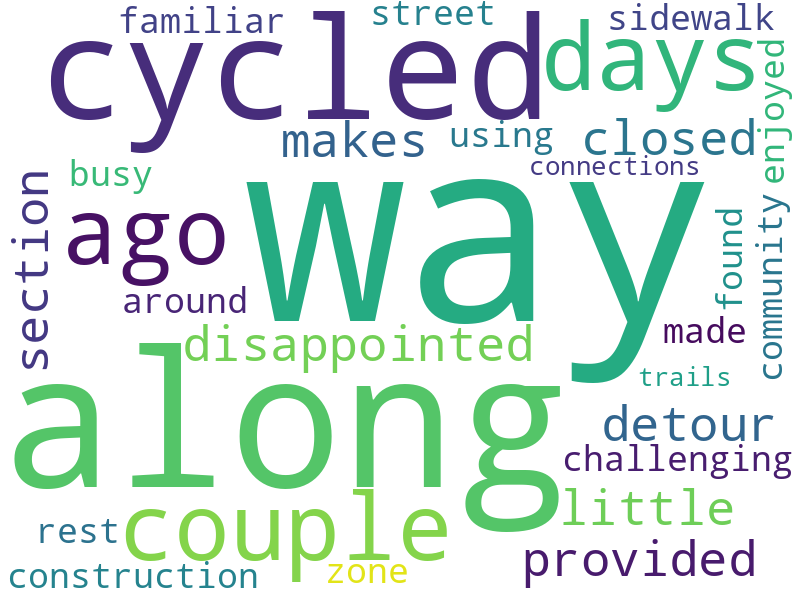 familiar
street
sidewalk
cycled
days
enjoyed
makes
using
closed
connections
busy
section
ago
way
found
community
around
disappointed
made
trails
along
detour
challenging
couple
little
rest
provided
construction
zone